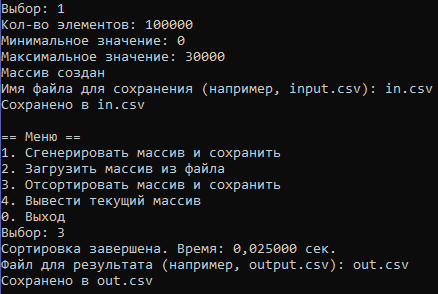 Выбор: 1
Кол-во элементов: 100000
Минимальное значение: 0
Максимальное значение: 30000
Массив создан
Имя файла для сохранения (например, input.csv): in.csv
Сохранено в in.csv
== Меню ==
1. Сгенерировать массив и сохранить
2. Загрузить массив из файла
3. Отсортировать массив и сохранить
4. Вывести текущий массив
0. Выход
Выбор: 3
Сортировка завершена. Время: 0,025000 сек.
Файл для результата (например, output.csv): out.csv
Сохранено в out.csv